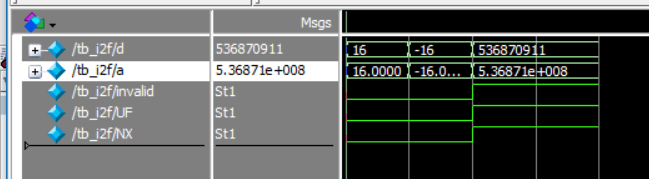 Msgs
/tb_i2f/d 536870911 16 -16 536870911
/tb_i2f/a 5.36871e+008 16.0000 -16.0... 5.36871e+008
/tb_i2f/invalid St1
/tb_i2f/UF St1
/tb_i2f/NX St1